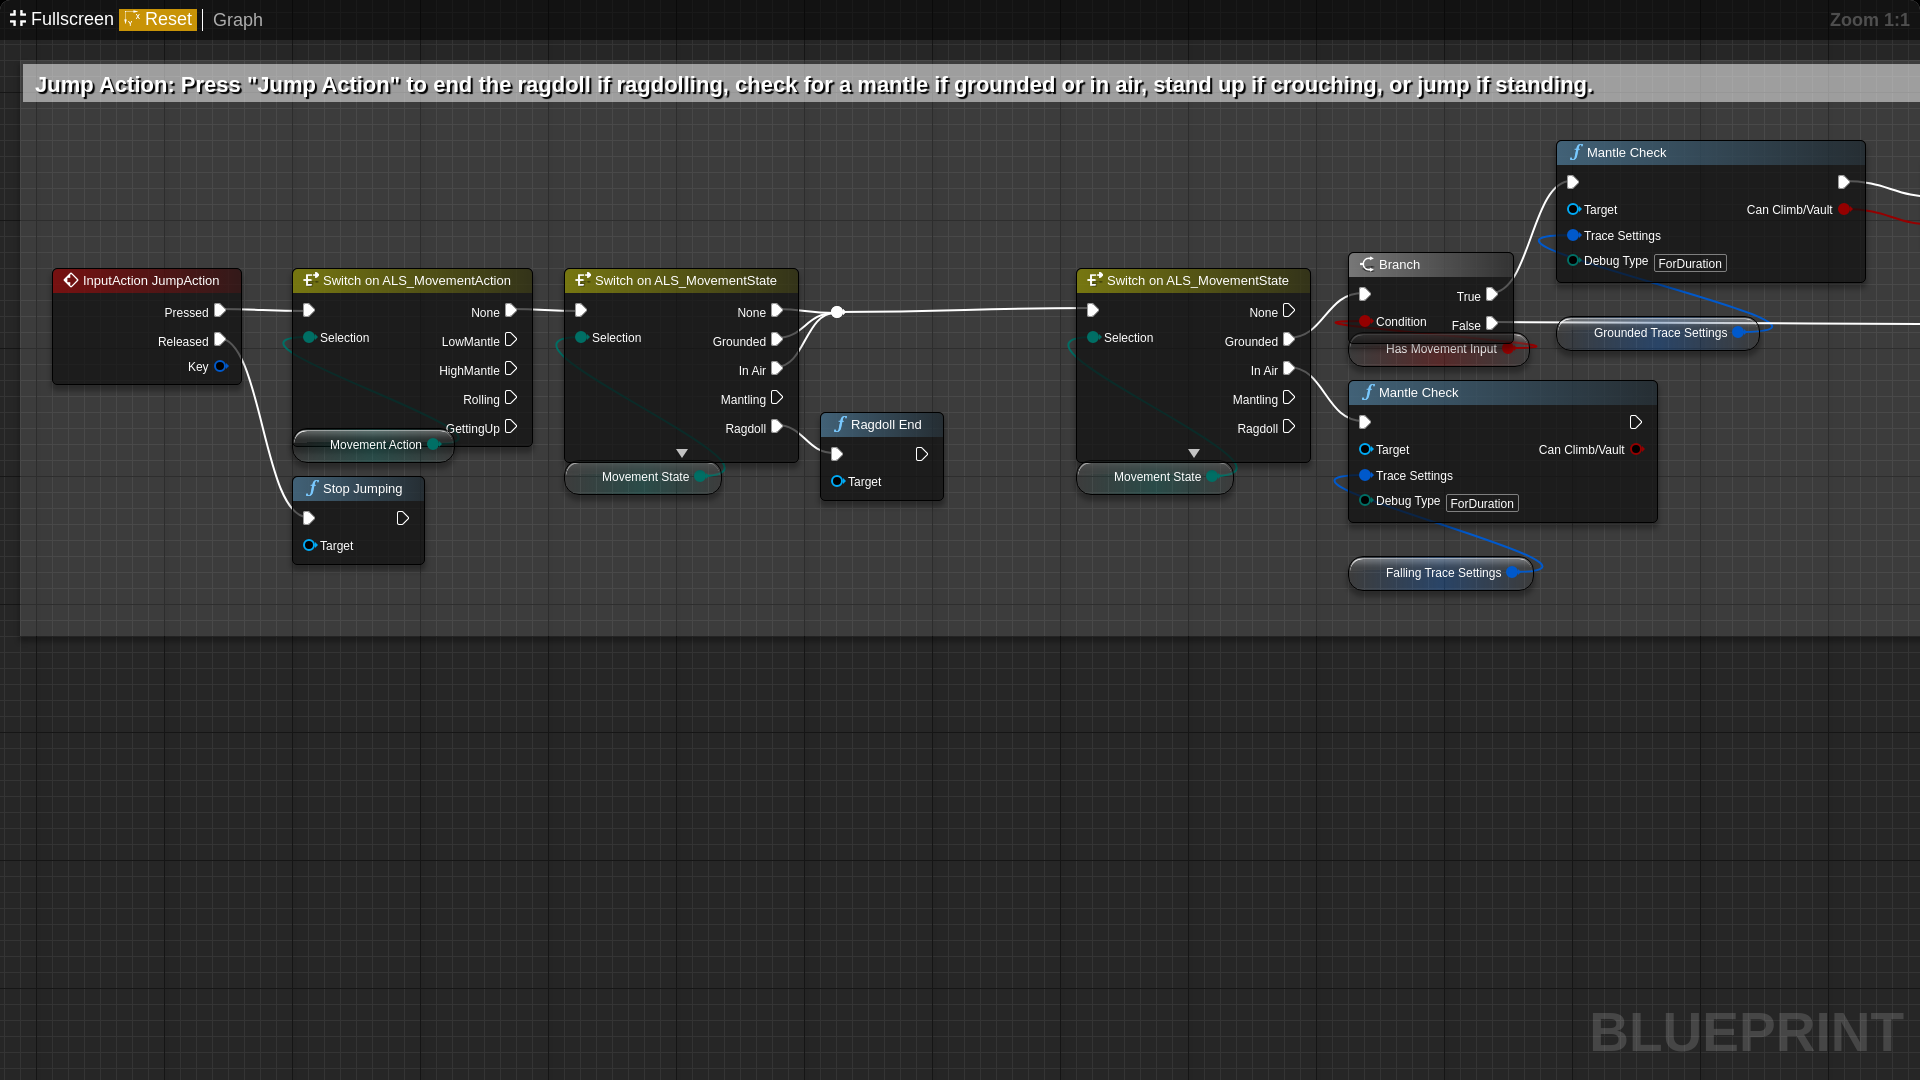 Fullscreen Reset Graph Zoom 1:1
Jump Action: Press "Jump Action" to end the ragdoll if ragdolling, check for a mantle if grounded or in air, stand up if crouching, or jump if standing.
InputAction JumpAction
Pressed
Released
Key
Switch on ALS_MovementAction
None
Selection
LowMantle
HighMantle
Rolling
GettingUp
Movement Action
Stop Jumping
Target
Switch on ALS_MovementState
None
Selection
Grounded
In Air
Mantling
Ragdoll
Movement State
Ragdoll End
Target
Switch on ALS_MovementState
None
Selection
Grounded
In Air
Mantling
Ragdoll
Movement State
Branch
True
Condition
False
Has Movement Input
Mantle Check
Target Can Climb/Vault
Trace Settings
Debug Type ForDuration
Grounded Trace Settings
Mantle Check
Target Can Climb/Vault
Trace Settings
Debug Type ForDuration
Falling Trace Settings
BLUEPRINT